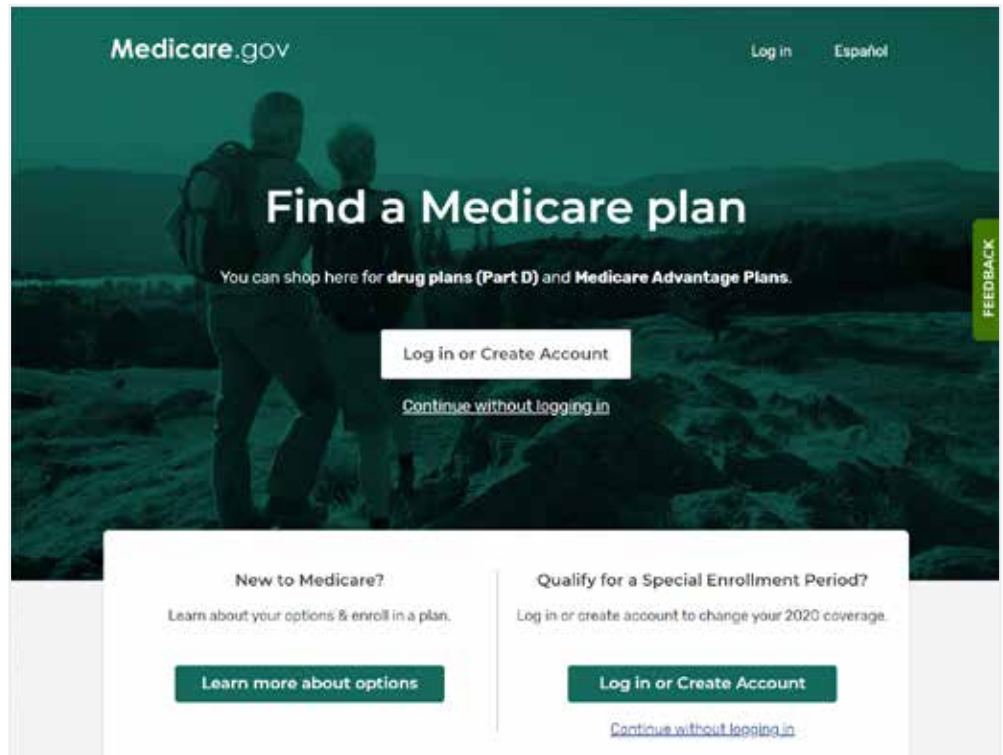 Medicare.gov
Log in
Español
Find a Medicare plan
You can shop here for drug plans (Part D) and Medicare Advantage Plans.
FEEDBACK
Log in or Create Account
Continue without logging in
New to Medicare?
Learn about your options & enroll in a plan.
Learn more about options
Qualify for a Special Enrollment Period?
Log in or create account to change your 2020 coverage.
Log in or Create Account
Continue without logging in